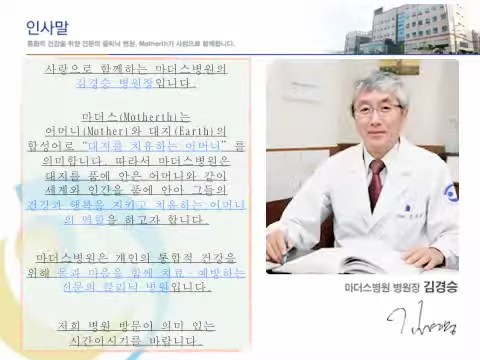 인사말
통합의 건강을 위한 전문의 클리닉 병원, Motherth가 사랑으로 함께합니다.
사랑으로 함께하는 마더스병원의
김경승 병원장입니다.
마더스(Motherth)는
어머니(Mother)와 대지(Earth)의
합성어로 “대지를 치유하는 어머니”를
의미합니다. 따라서 마더스병원은
대지를 품에 안은 어머니와 같이
세계와 인간을 품에 안아 그들의
건강과 행복을 지키고 치유하는 어머니
의 역할을 하고자 합니다.
마더스병원은 개인의 통합적 건강을
위해 몸과 마음을 함께 치료·예방하는
전문의 클리닉 병원입니다.
저희 병원 방문이 의미 있는
시간이시기를 바랍니다.
마더스병원 병원장 김경승